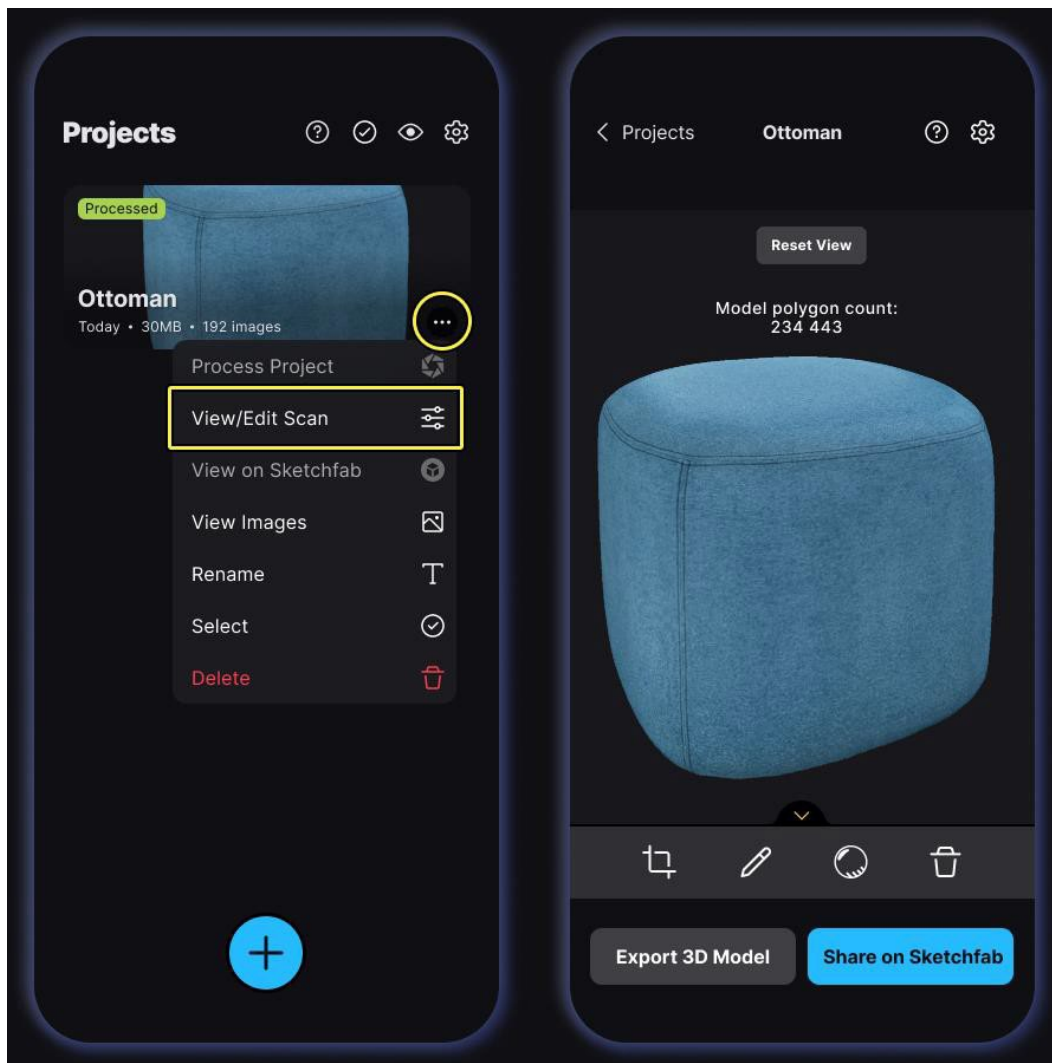 Projects
Processed
Ottoman
Today • 30MB • 192 images
Process Project
View/Edit Scan
View on Sketchfab
View Images
Rename
Select
Delete
Projects
Ottoman
Reset View
Model polygon count:
234 443
Export 3D Model
Share on Sketchfab